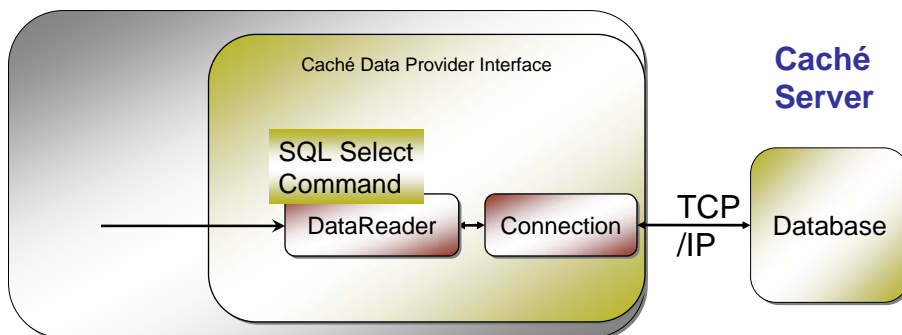 Caché Data Provider Interface
Caché
Server
SQL Select
Command
DataReader
Connection
TCP
/IP
Database